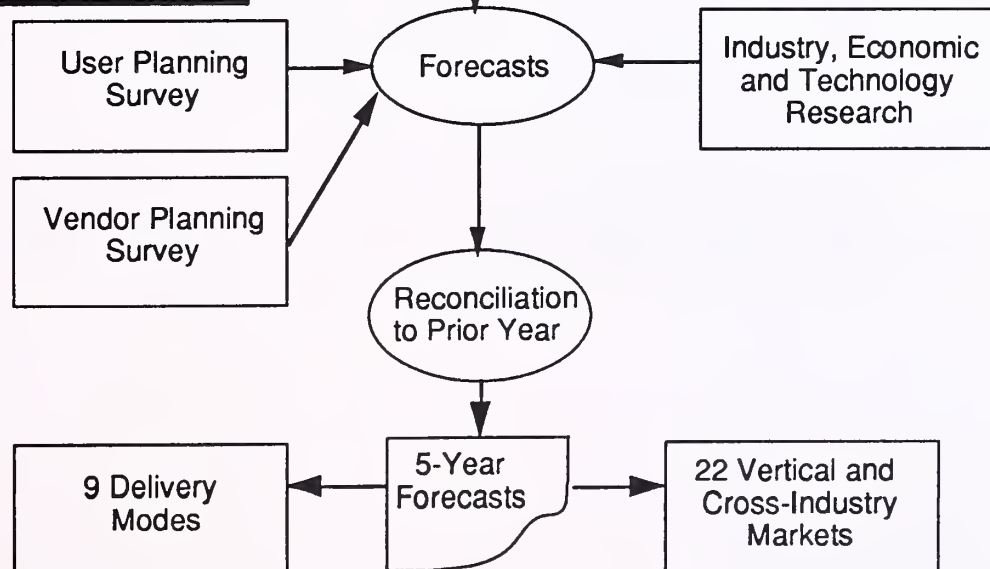 User Planning
Survey
Forecasts
Industry, Economic
and Technology
Research
Vendor Planning
Survey
Reconciliation
to Prior Year
9 Delivery
Modes
5-Year
Forecasts
22 Vertical and
Cross-Industry
Markets